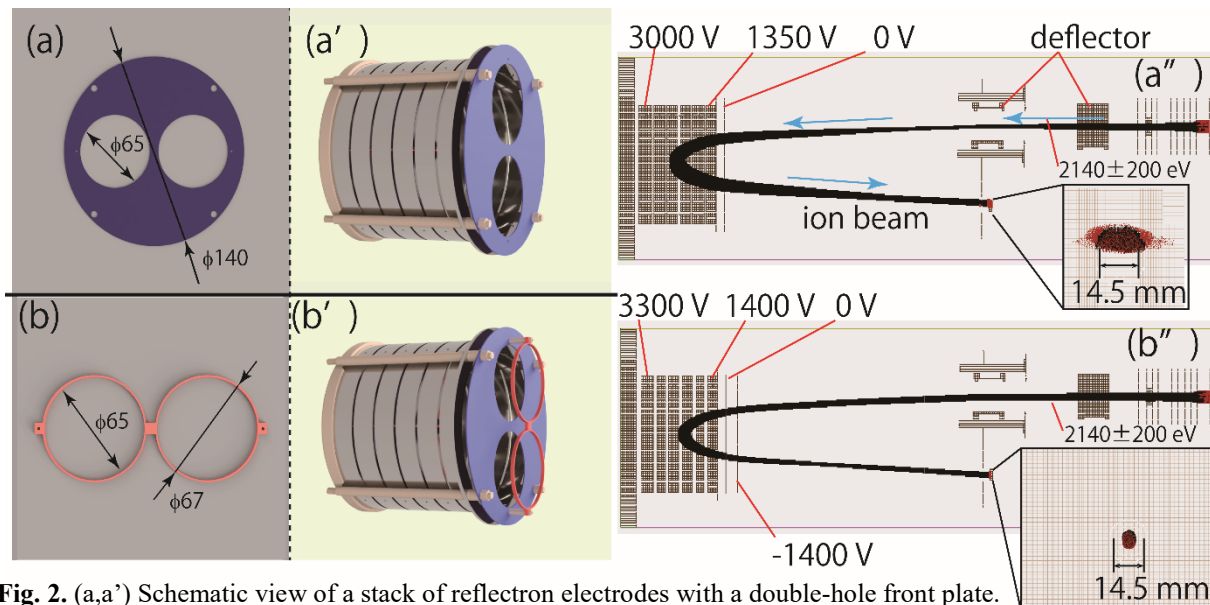 (a)
ϕ65
ϕ140
(a’ )
3000 V
1350 V
0 V
deflector
(a” )
2140±200 eV
ion beam
14.5 mm
(b)
ϕ65
ϕ67
(b’ )
3300 V
1400 V
0 V
(b” )
2140±200 eV
-1400 V
14.5 mm
Fig. 2. (a,a’) Schematic view of a stack of reflectron electrodes with a double-hole front plate.